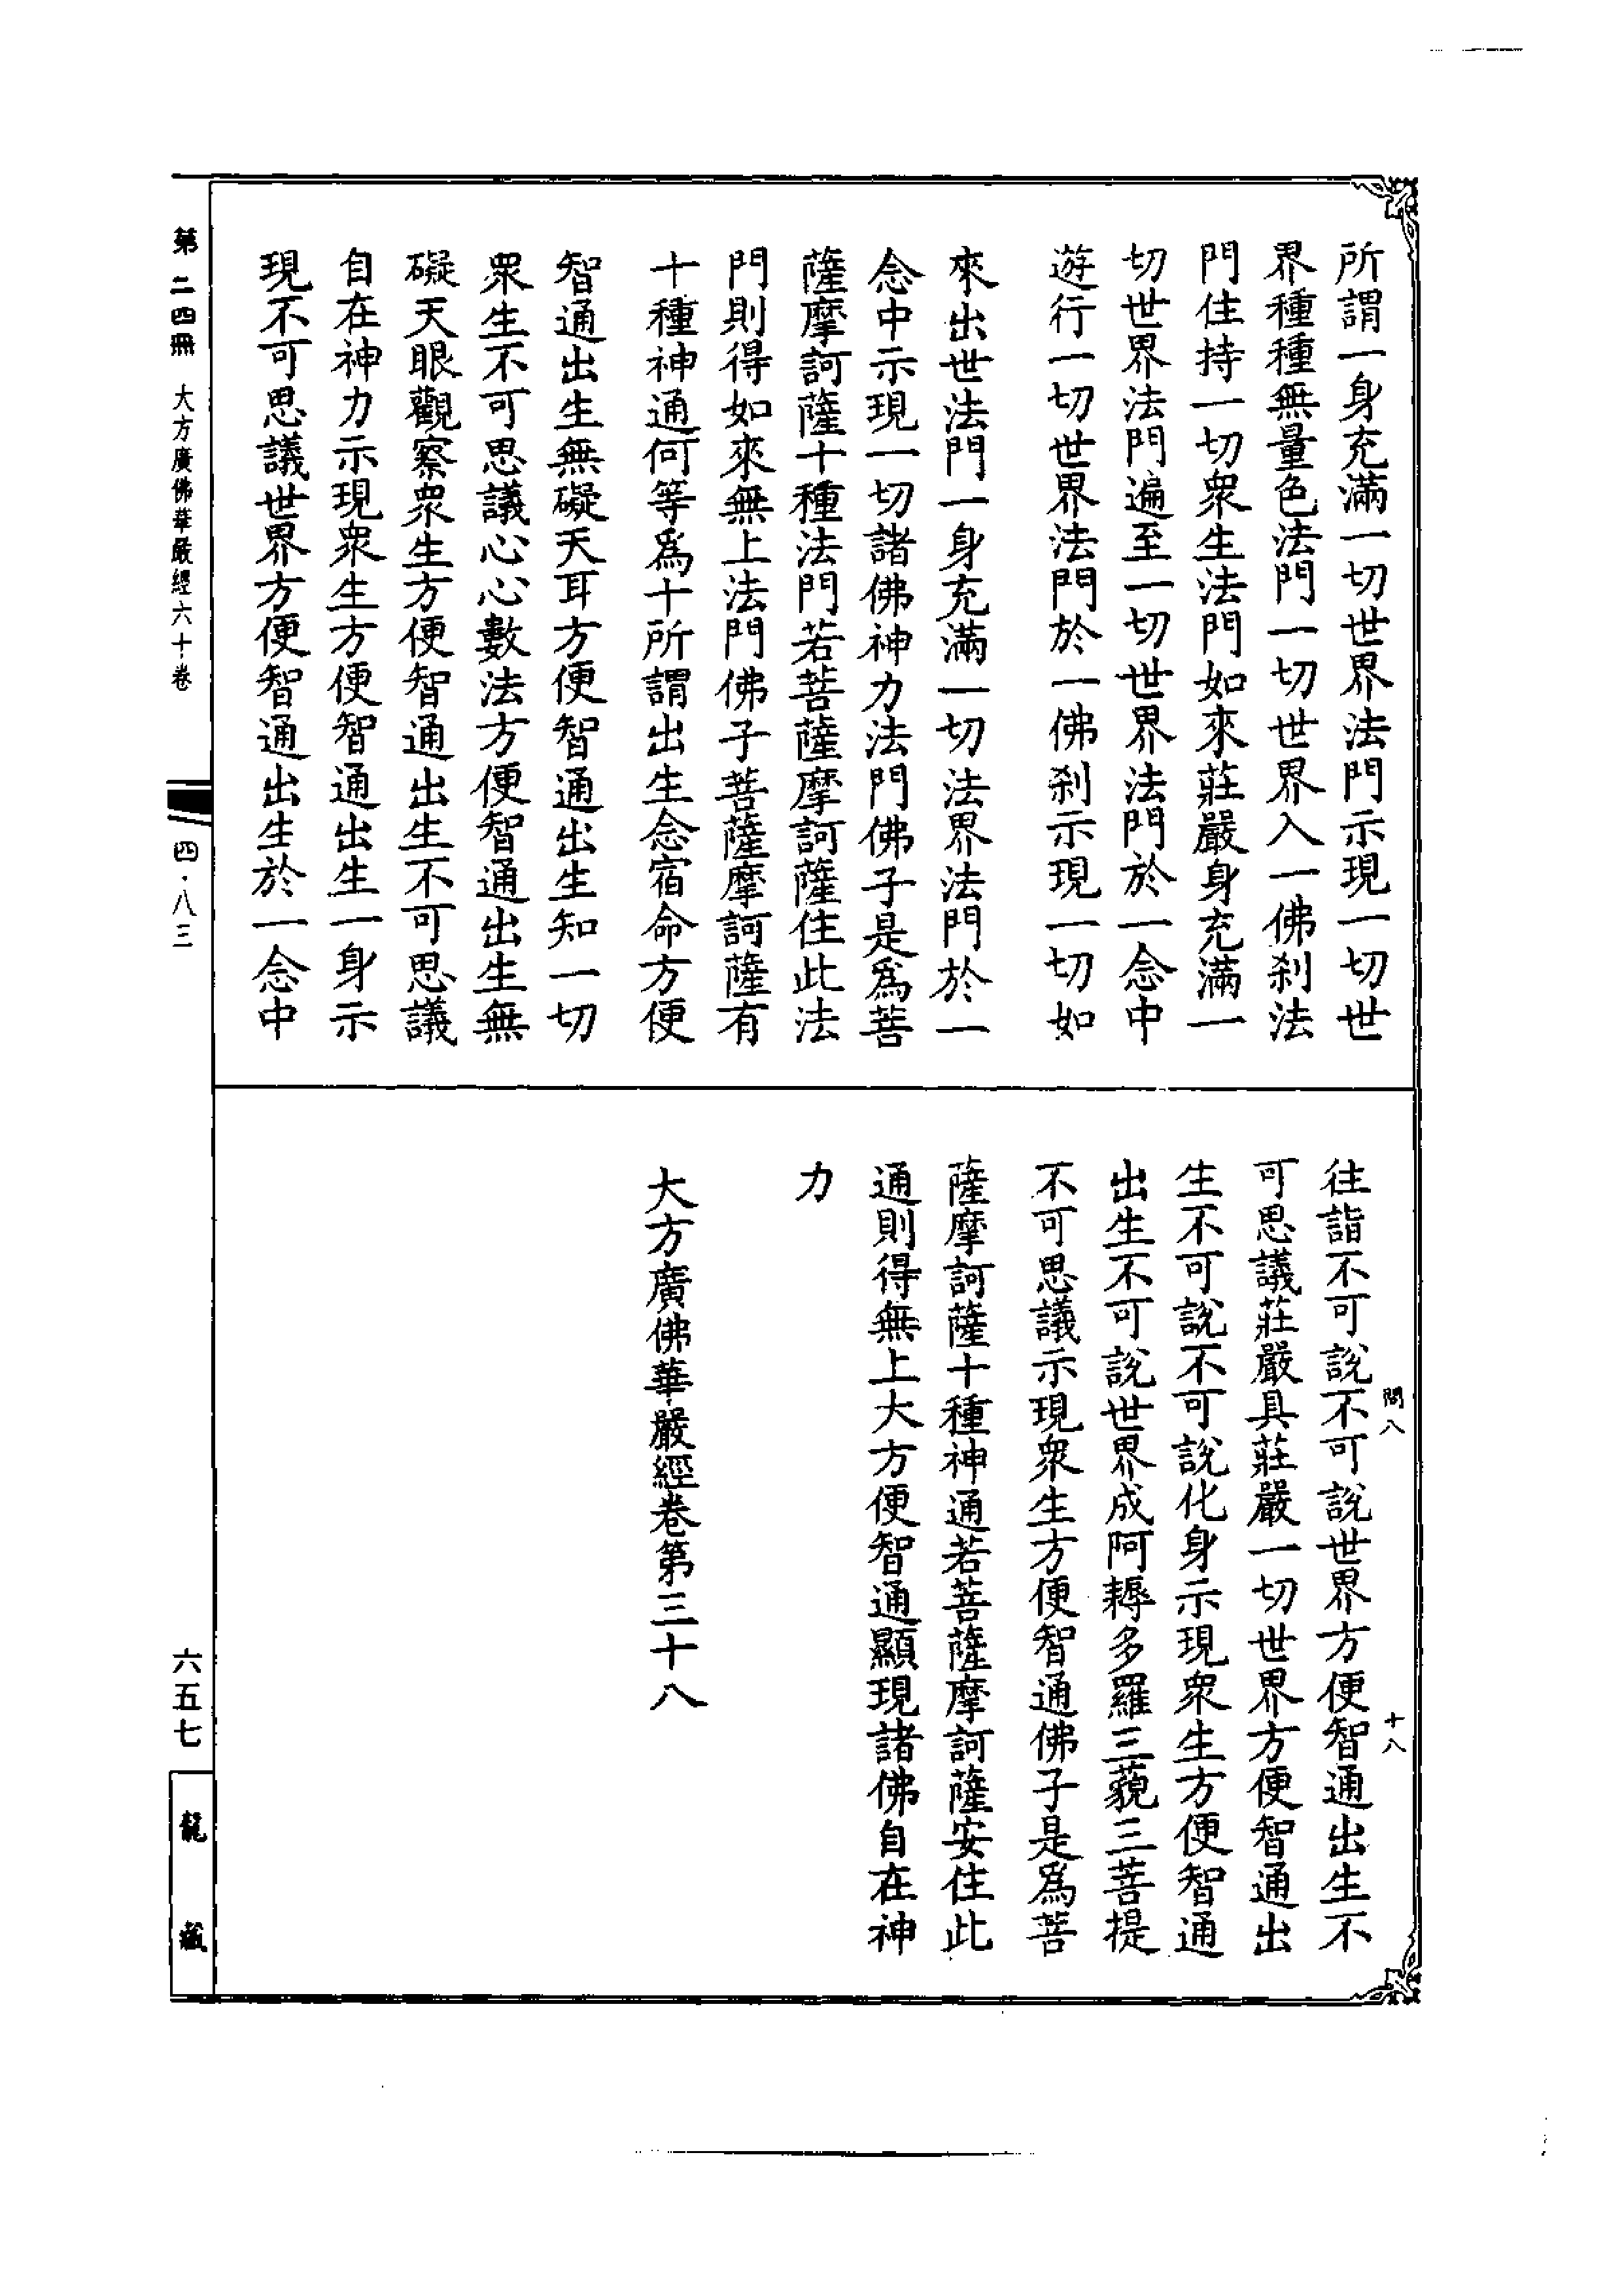 所謂一身充滿一切世界法門示現一切世
界種種無量色法門一切世界入一佛刹法
門住持一切衆生法門如來莊嚴身充滿一
切世界法門遍至一切世界法門於一念中
遊行一切世界法門於一佛刹示現一切如
來出世法門一身充滿一切法界法門於一
念中示現一切諸佛神力法門佛子是爲菩
薩摩訶薩十種法門若菩薩摩訶薩住此法
門則得如來無上法門佛子菩薩摩訶薩有
十種神通何等爲十所謂出生念宿命方便
智通出生無礙天耳方便智通出生知一切
衆生不可思議心心數法方便智通出生無
礙天眼觀察衆生方便智通出生不可思議
自在神力示現衆生方便智通出生一身示
現不可思議世界方便智通出生於一念中
往詣不可說不可說世界方便智通出生不
可思議莊嚴具莊嚴一切世界方便智通出
生不可說不可說化身示現衆生方便智通
出生不可說世界成阿耨多羅三藐三菩提
不可思議示現衆生方便智通佛子是爲菩
薩摩訶薩十種神通若菩薩摩訶薩安住此
通則得無上大方便智通顯現諸佛自在神
力
大方廣佛華嚴經卷第三十八
問八
十八
第二四冊 大方廣佛華嚴經六十卷
四·八三
六五七
龍藏